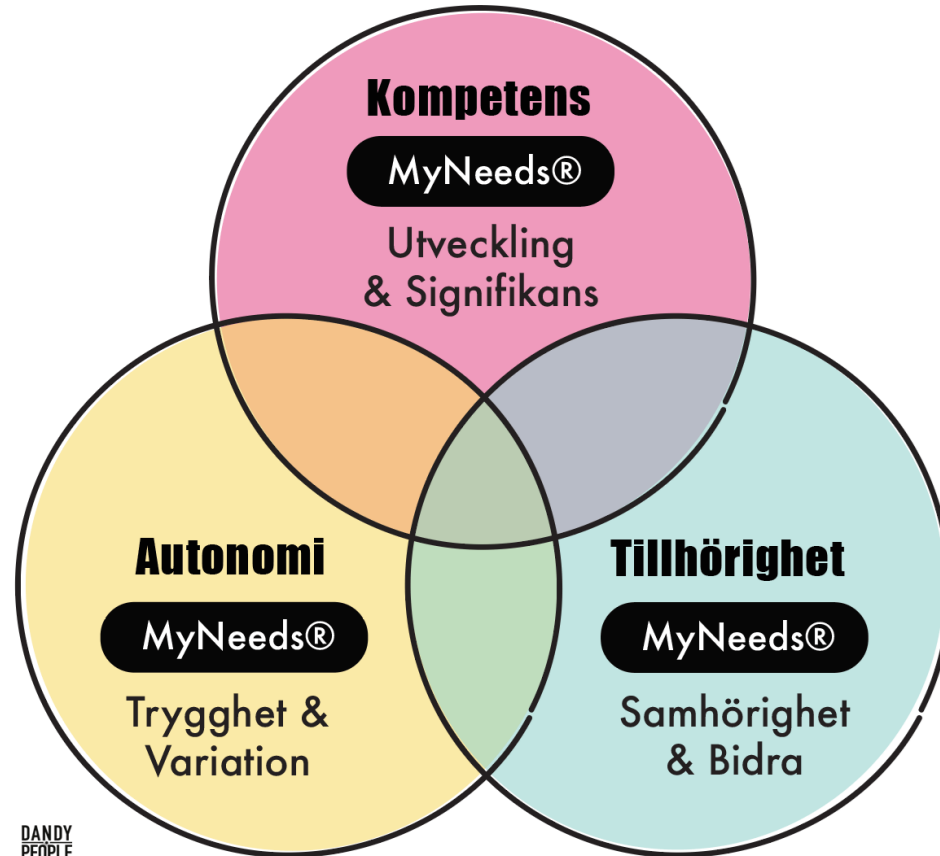 Kompetens
MyNeeds®
Utveckling
& Signifikans
Autonomi
MyNeeds®
Trygghet &
Variation
Tillhörighet
MyNeeds®
Samhörighet
& Bidra
DANDY
PEOPLE